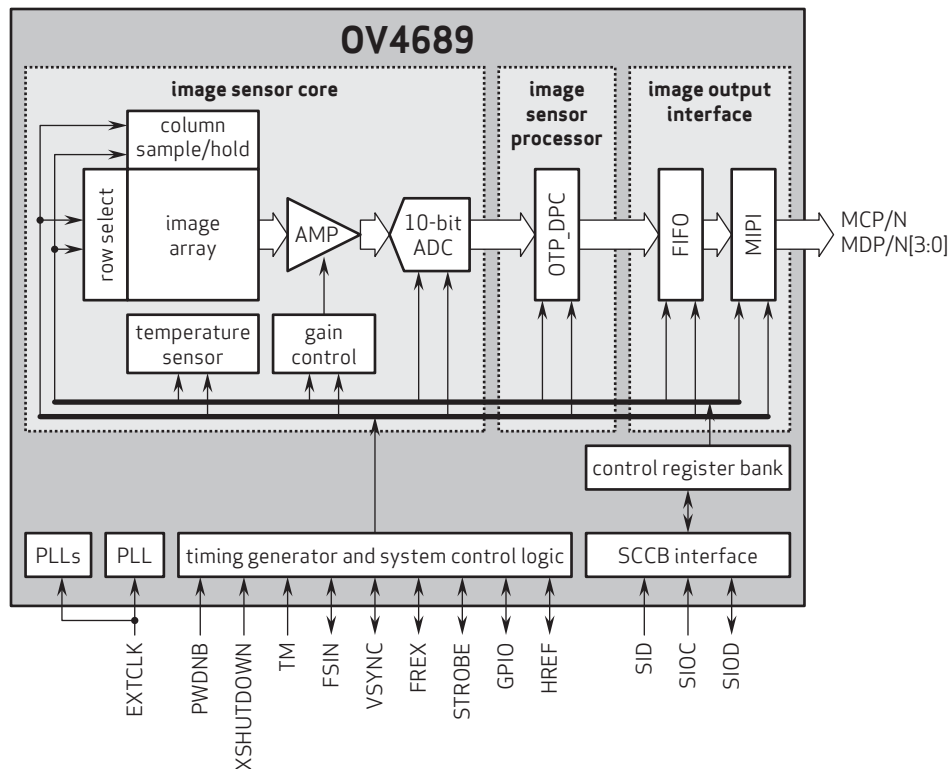 OV4689
image sensor core
image
sensor
processor
image output
interface
column
sample/hold
row select
image
array
AMP
10-bit
ADC
OTP_DPC
FIFO
MIPI
MCP/N
MDP/N[3:0]
temperature
sensor
gain
control
control register bank
PLLs
PLL
timing generator and system control logic
SCCB interface
EXTCLK
PWDNB
XSHUTDOWN
TM
FSIN
VSYNC
FREX
STROBE
GPIO
HREF
SID
SIOC
SIOD